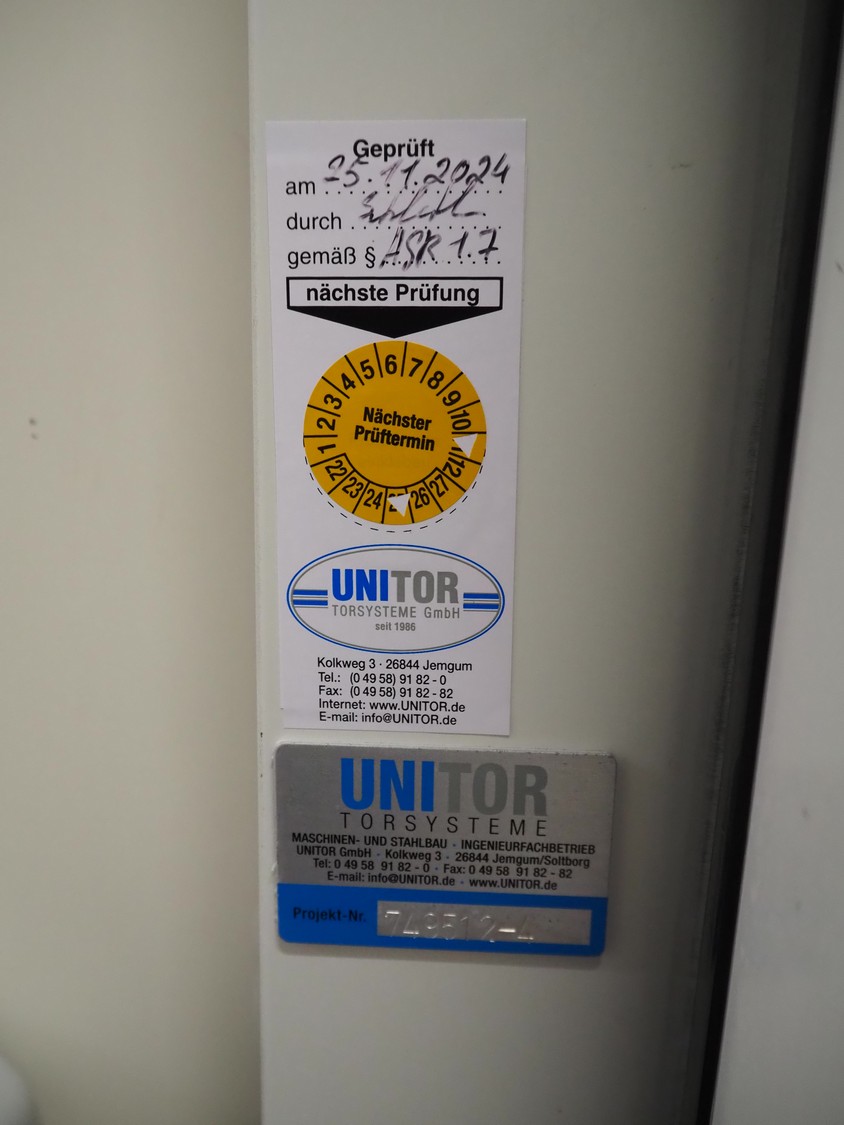 Geprüft
am 25.11.2024
durch
gemäß § ASR 1.7
nächste Prüfung
1 2 3 4 5 6 7 8 9 10 12
Nächster
Prüftermin
22 23 24 26 27
UNITOR
TORSYSTEME GmbH
seit 1986
Kolkweg 3 · 26844 Jemgum
Tel.: (0 49 58) 91 82 - 0
Fax: (0 49 58) 91 82 - 82
Internet: www.UNITOR.de
E-mail: info@UNITOR.de
UNITOR
TORSYSTEME
MASCHINEN- UND STAHLBAU · INGENIEURFACHBETRIEB
UNITOR GmbH · Kolkweg 3 · 26844 Jemgum/Soltborg
Tel: 0 49 58 91 82 - 0 · Fax: 0 49 58 91 82 - 82
E-mail: info@UNITOR.de · www.UNITOR.de
Projekt-Nr. 749512-4